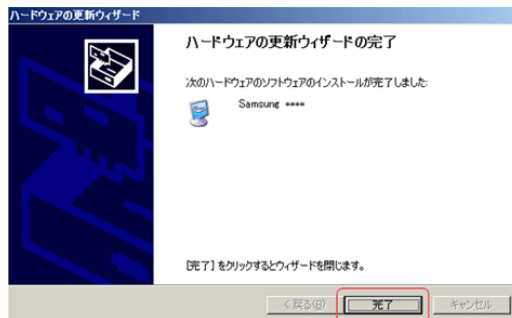 ハードウェアの更新ウィザード
ハードウェアの更新ウィザードの完了
次のハードウェアのソフトウェアのインストールが完了しました:
Samsung ****
[完了] をクリックするとウィザードを閉じます。
< 戻る(B)
完了
キャンセル